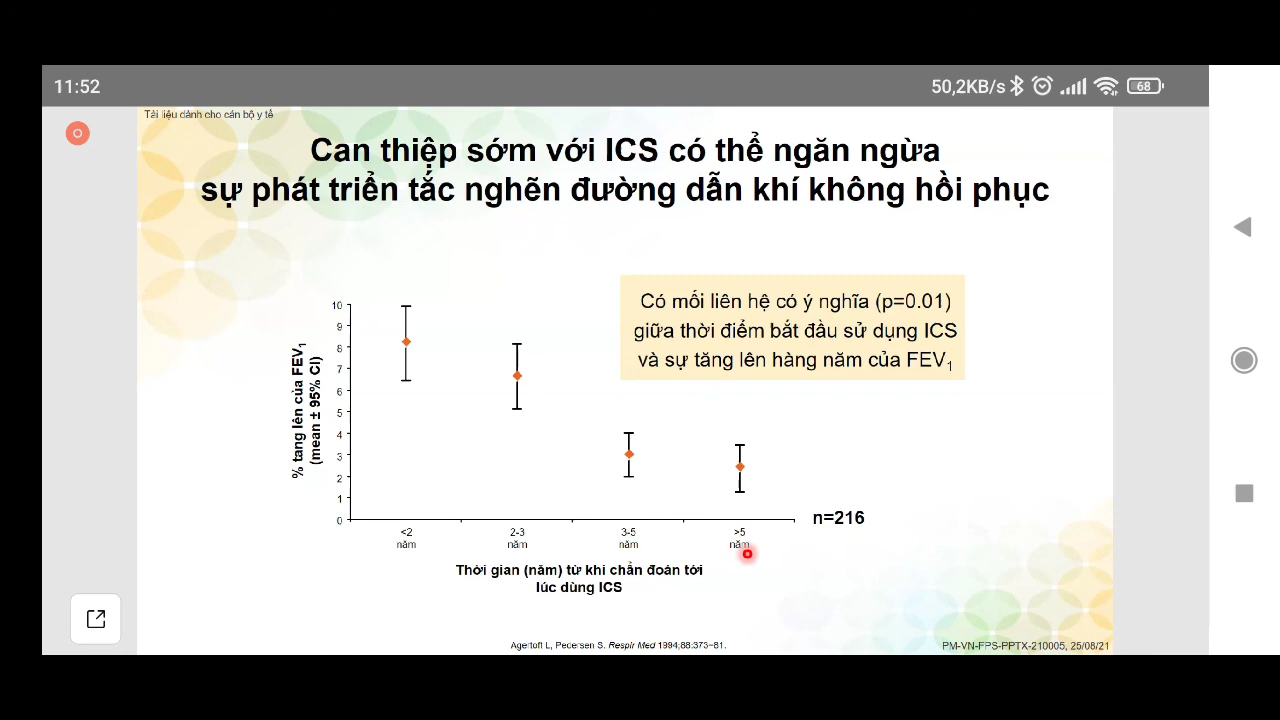 11:52
50,2KB/s
68
Tài liệu dành cho cán bộ y tế
Can thiệp sớm với ICS có thể ngăn ngừa
sự phát triển tắc nghẽn đường dẫn khí không hồi phục
Có mối liên hệ có ý nghĩa (p=0.01)
giữa thời điểm bắt đầu sử dụng ICS
và sự tăng lên hàng năm của FEV1
% tang lên của FEV1
(mean ± 95% CI)
10
9
8
7
6
5
4
3
2
1
0
<2 năm
2-3 năm
3-5 năm
>5 năm
n=216
Thời gian (năm) từ khi chẩn đoán tới
lúc dùng ICS
Agertoft L, Pedersen S. Respir Med 1994;88:373–81.
PM-VN-FPS-PPTX-210005, 25/08/21